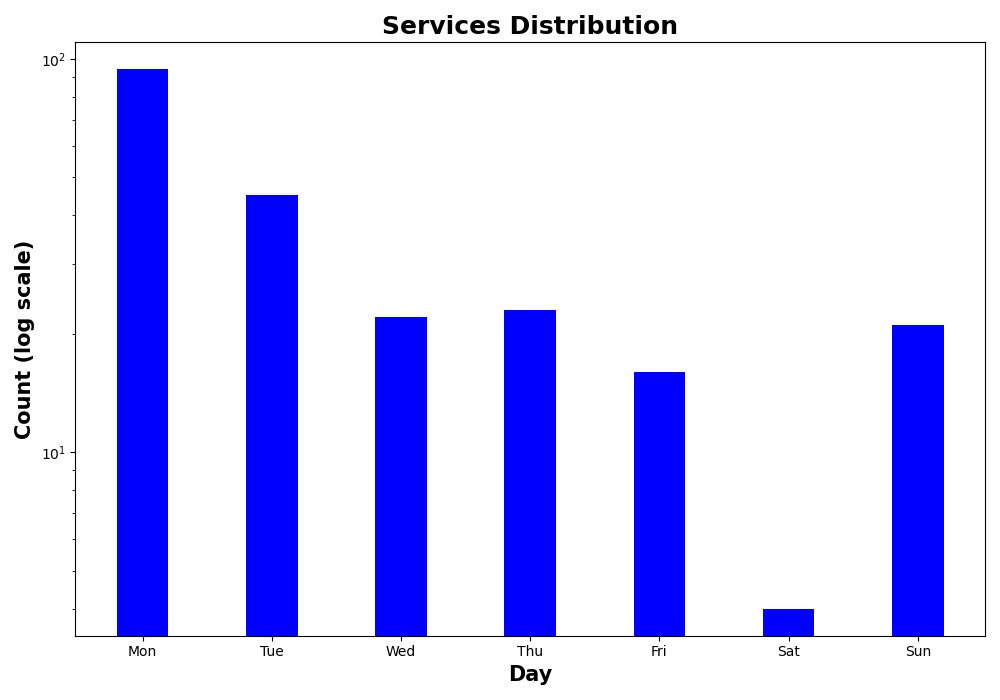 Services Distribution
10²
10¹
Count (log scale)
Mon Tue Wed Thu Fri Sat Sun
Day